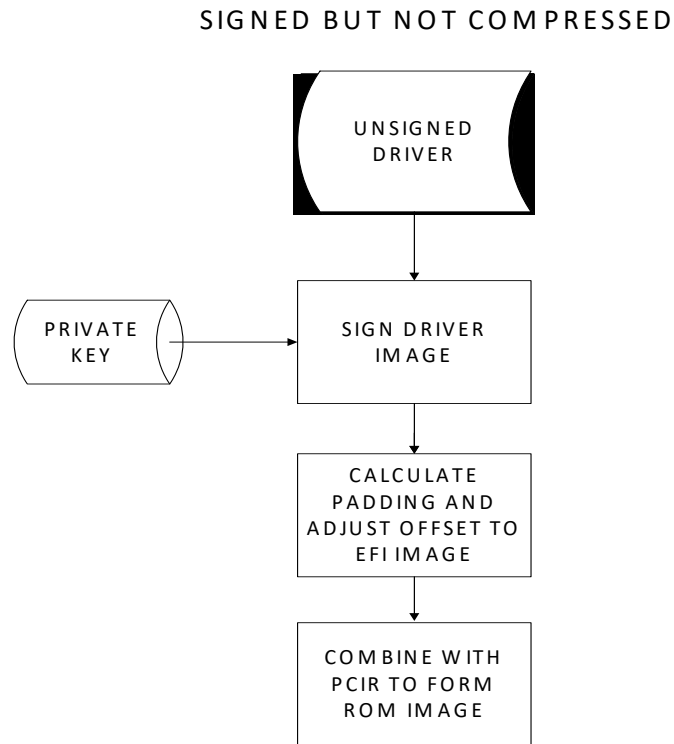 SIGNED BUT NOT COMPRESSED
UNSIGNED
DRIVER
PRIVATE
KEY
SIGN DRIVER
IMAGE
CALCULATE
PADDING AND
ADJUST OFFSET TO
EFI IMAGE
COMBINE WITH
PCIR TO FORM
ROM IMAGE